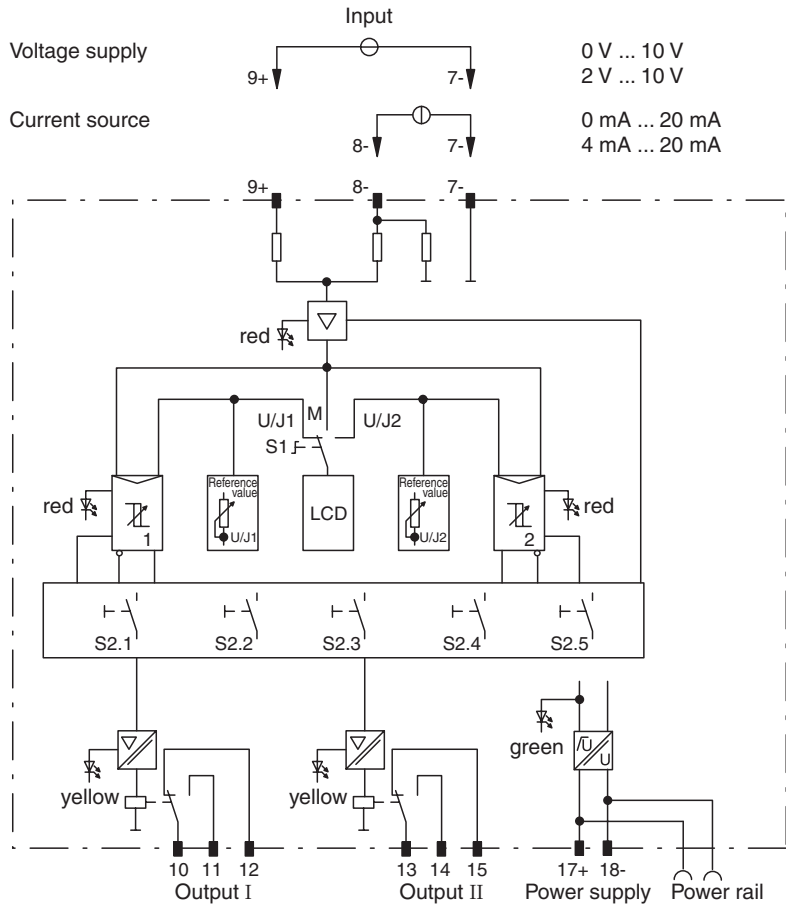 Input
Voltage supply
0 V ... 10 V
9+ 7-
2 V ... 10 V
Current source
0 mA ... 20 mA
8- 7-
4 mA ... 20 mA
9+ 8- 7-
red
U/J1 M U/J2
S1
Reference value
U/J1
LCD
Reference value
U/J2
red
1
2
red
S2.1 S2.2 S2.3 S2.4 S2.5
green
U
U
yellow
yellow
10 11 12
13 14 15
17+ 18-
Output I
Output II
Power supply
Power rail